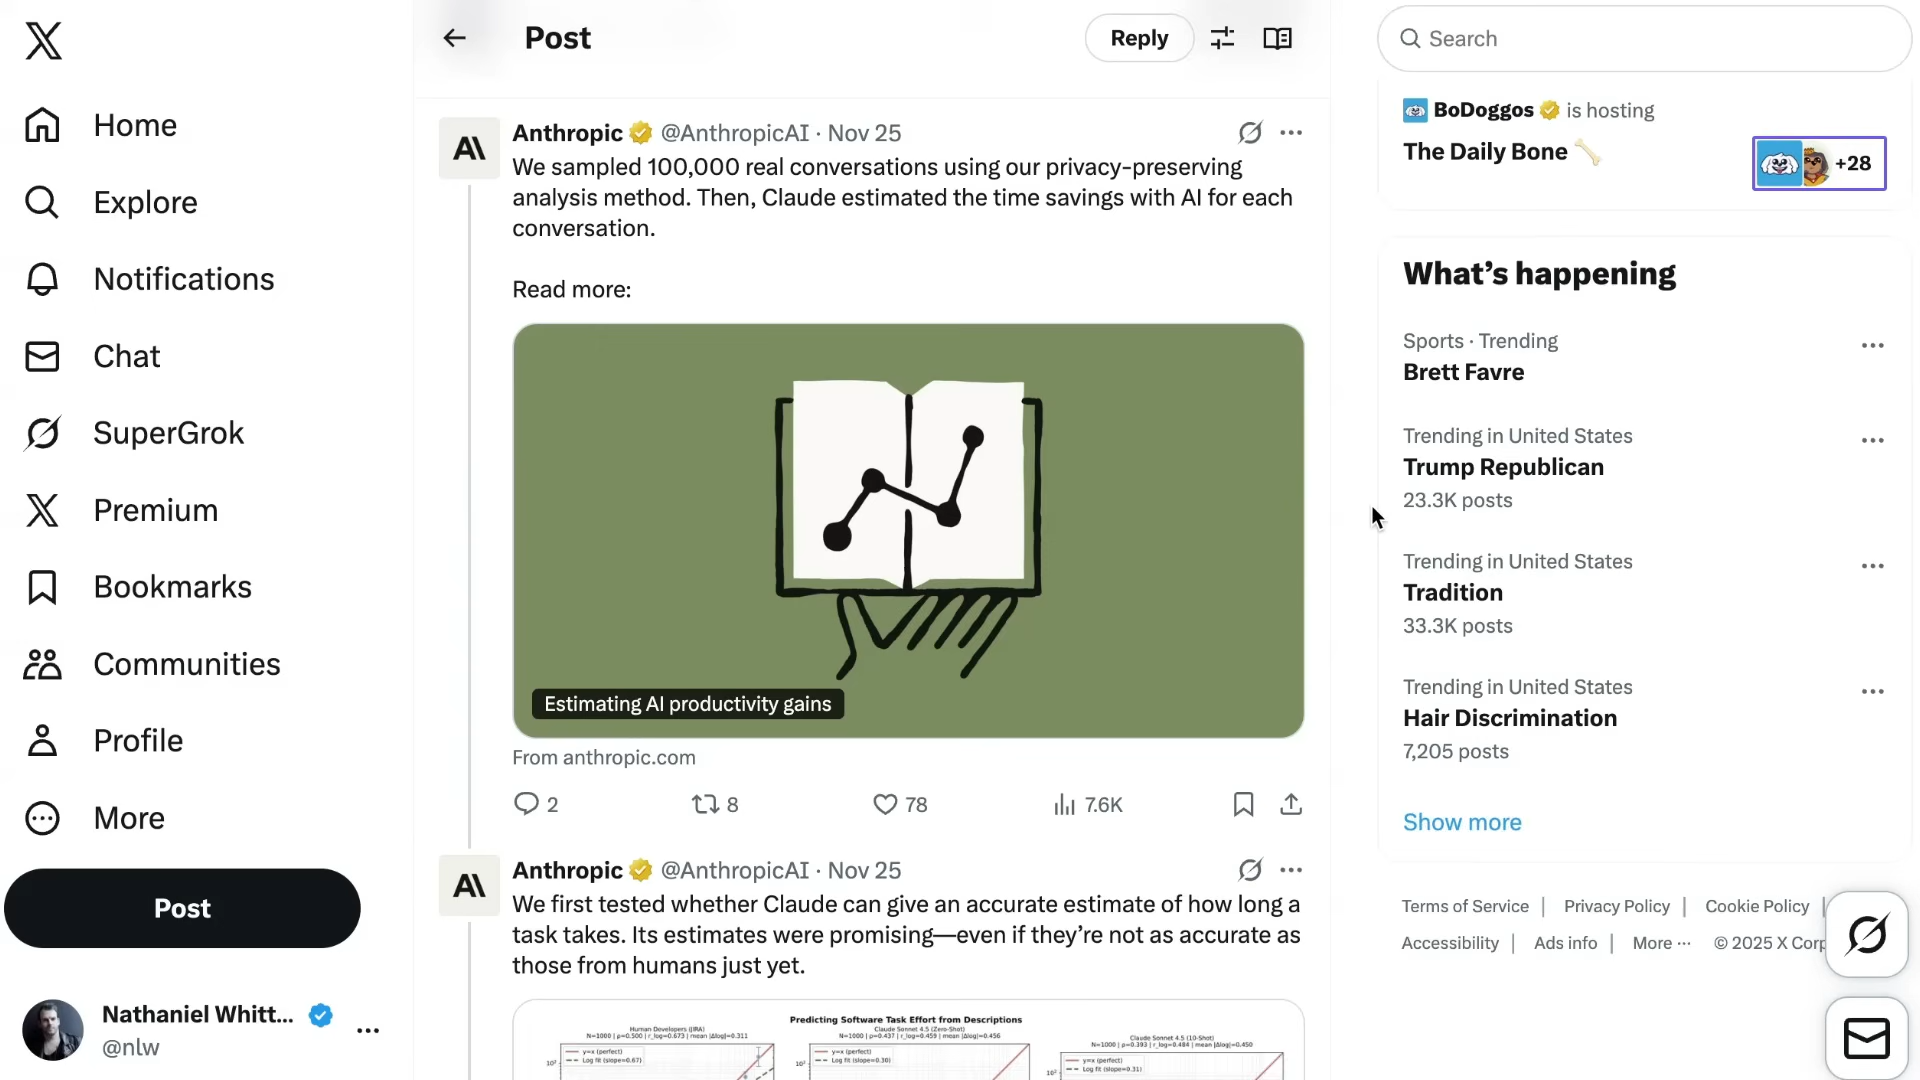 Home
Explore
Notifications
Chat
SuperGrok
Premium
Bookmarks
Communities
Profile
More
Post
Nathaniel Whitt...
@nlw
Post
Reply
Anthropic @AnthropicAI · Nov 25
We sampled 100,000 real conversations using our privacy-preserving
analysis method. Then, Claude estimated the time savings with AI for each
conversation.
Read more:
Estimating AI productivity gains
From anthropic.com
2
8
78
7.6K
Anthropic @AnthropicAI · Nov 25
We first tested whether Claude can give an accurate estimate of how long a
task takes. Its estimates were promising—even if they're not as accurate as
those from humans just yet.
Predicting Software Task Effort from Descriptions
Human Developers (JIRA)
N=1000 | ρ=0.500 | r_log=0.673 | mean |Δlog|=0.311
y=x (perfect)
Log fit (slope=0.67)
10³
Claude Sonnet 4.5 (Zero-Shot)
N=1000 | ρ=0.437 | r_log=0.459 | mean |Δlog|=0.456
y=x (perfect)
Log fit (slope=0.30)
10³
Claude Sonnet 4.5 (10-Shot)
N=1000 | ρ=0.393 | r_log=0.484 | mean |Δlog|=0.450
y=x (perfect)
Log fit (slope=0.31)
Search
BoDoggos is hosting
The Daily Bone
+28
What's happening
Sports · Trending
Brett Favre
Trending in United States
Trump Republican
23.3K posts
Trending in United States
Tradition
33.3K posts
Trending in United States
Hair Discrimination
7,205 posts
Show more
Terms of Service | Privacy Policy | Cookie Policy |
Accessibility | Ads info | More ··· © 2025 X Corp